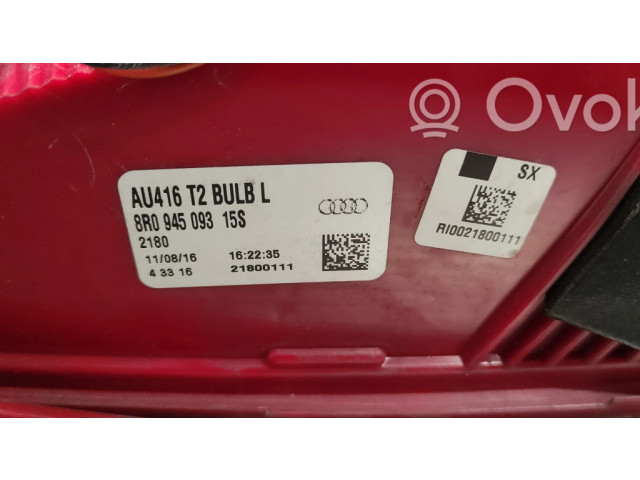 Ovok
AU416 T2 BULB L
8R0 945 093 15S
2180
11/08/16 16:22:35
4 33 16 21800111
SX
RI0021800111